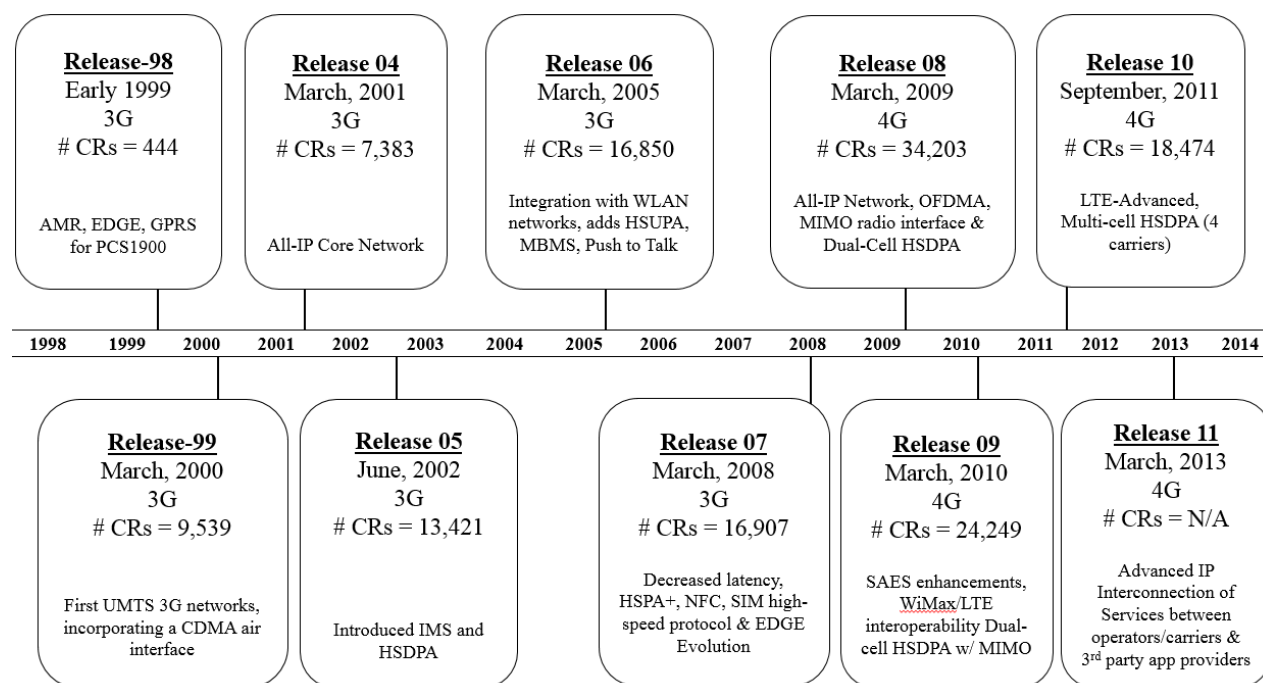 Release-98
Early 1999
3G
# CRs = 444
AMR, EDGE, GPRS
for PCS1900
Release 04
March, 2001
3G
# CRs = 7,383
All-IP Core Network
Release 06
March, 2005
3G
# CRs = 16,850
Integration with WLAN
networks, adds HSUPA,
MBMS, Push to Talk
Release 08
March, 2009
4G
# CRs = 34,203
All-IP Network, OFDMA,
MIMO radio interface &
Dual-Cell HSDPA
Release 10
September, 2011
4G
# CRs = 18,474
LTE-Advanced,
Multi-cell HSDPA (4
carriers)
1998 1999 2000 2001 2002 2003 2004 2005 2006 2007 2008 2009 2010 2011 2012 2013 2014
Release-99
March, 2000
3G
# CRs = 9,539
First UMTS 3G networks,
incorporating a CDMA air
interface
Release 05
June, 2002
3G
# CRs = 13,421
Introduced IMS and
HSDPA
Release 07
March, 2008
3G
# CRs = 16,907
Decreased latency,
HSPA+, NFC, SIM high-
speed protocol & EDGE
Evolution
Release 09
March, 2010
4G
# CRs = 24,249
SAES enhancements,
WiMax/LTE
interoperability Dual-
cell HSDPA w/ MIMO
Release 11
March, 2013
4G
# CRs = N/A
Advanced IP
Interconnection of
Services between
operators/carriers &
3rd party app providers